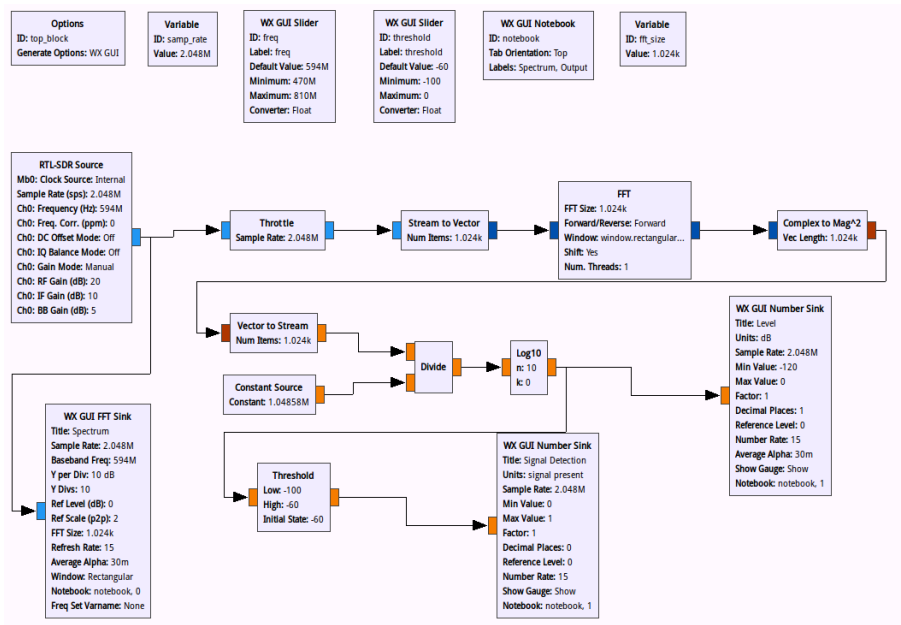 Options
ID: top_block
Generate Options: WX GUI
Variable
ID: samp_rate
Value: 2.048M
WX GUI Slider
ID: freq
Label: freq
Default Value: 594M
Minimum: 470M
Maximum: 810M
Converter: Float
WX GUI Slider
ID: threshold
Label: threshold
Default Value: -60
Minimum: -100
Maximum: 0
Converter: Float
WX GUI Notebook
ID: notebook
Tab Orientation: Top
Labels: Spectrum, Output
Variable
ID: fft_size
Value: 1.024k
RTL-SDR Source
Mb0: Clock Source: Internal
Sample Rate (sps): 2.048M
Ch0: Frequency (Hz): 594M
Ch0: Freq. Corr. (ppm): 0
Ch0: DC Offset Mode: Off
Ch0: IQ Balance Mode: Off
Ch0: Gain Mode: Manual
Ch0: RF Gain (dB): 20
Ch0: IF Gain (dB): 10
Ch0: BB Gain (dB): 5
Throttle
Sample Rate: 2.048M
Stream to Vector
Num Items: 1.024k
FFT
FFT Size: 1.024k
Forward/Reverse: Forward
Window: window.rectangular...
Shift: Yes
Num. Threads: 1
Complex to Mag^2
Vec Length: 1.024k
Vector to Stream
Num Items: 1.024k
Constant Source
Constant: 1.04858M
Divide
Log10
n: 10
k: 0
WX GUI Number Sink
Title: Level
Units: dB
Sample Rate: 2.048M
Min Value: -120
Max Value: 0
Factor: 1
Decimal Places: 1
Reference Level: 0
Number Rate: 15
Average Alpha: 30m
Show Gauge: Show
Notebook: notebook, 1
WX GUI FFT Sink
Title: Spectrum
Sample Rate: 2.048M
Baseband Freq: 594M
Y per Div: 10 dB
Y Divs: 10
Ref Level (dB): 0
Ref Scale (p2p): 2
FFT Size: 1.024k
Refresh Rate: 15
Average Alpha: 30m
Window: Rectangular
Notebook: notebook, 0
Freq Set Varname: None
Threshold
Low: -100
High: -60
Initial State: -60
WX GUI Number Sink
Title: Signal Detection
Units: signal present
Sample Rate: 2.048M
Min Value: 0
Max Value: 1
Factor: 1
Decimal Places: 0
Reference Level: 0
Number Rate: 15
Show Gauge: Show
Notebook: notebook, 1